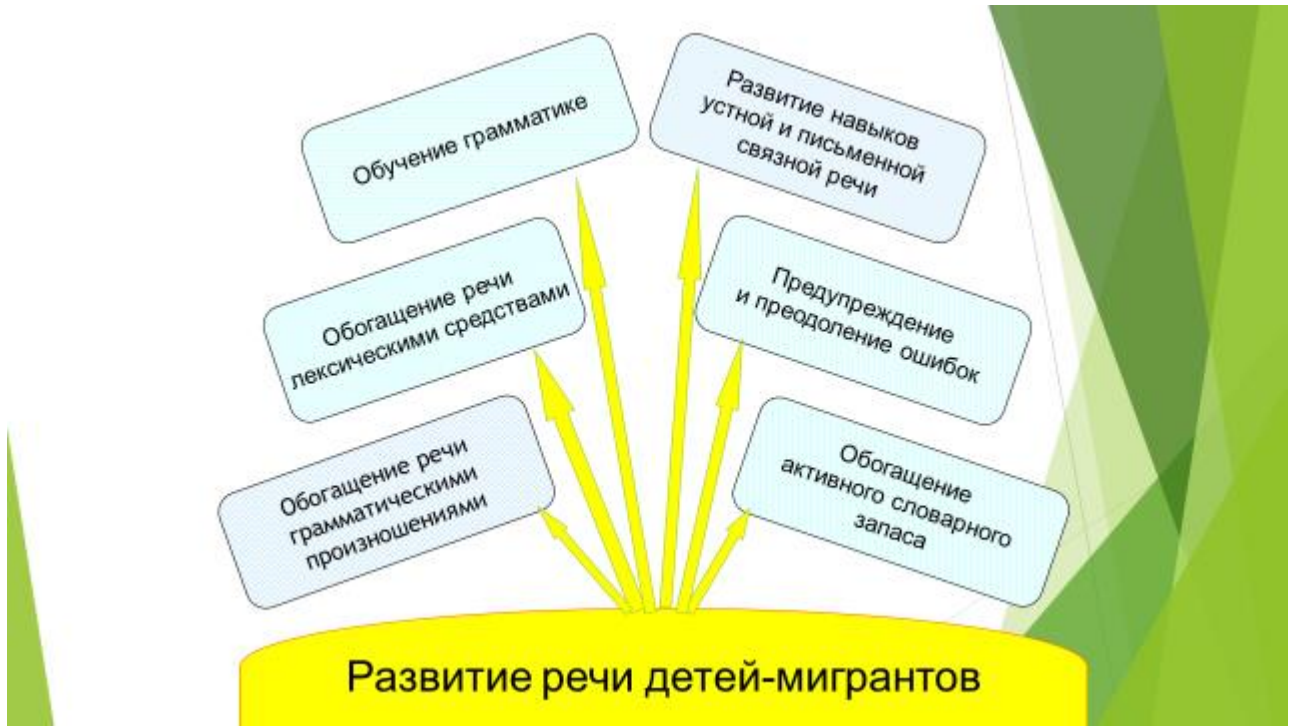 Обучение грамматике
Развитие навыков
устной и письменной
связной речи
Обогащение речи
лексическими средствами
Предупреждение
и преодоление ошибок
Обогащение речи
грамматическими
произношениями
Обогащение
активного словарного
запаса
Развитие речи детей-мигрантов